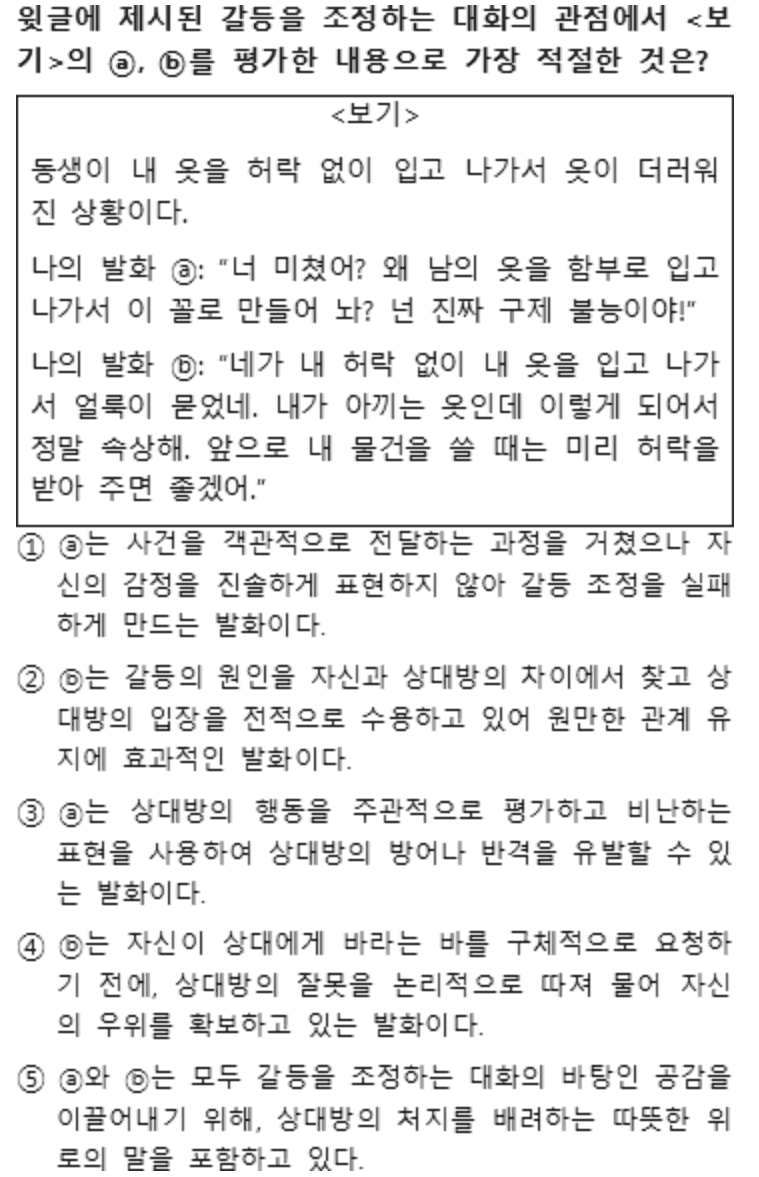 윗글에 제시된 갈등을 조정하는 대화의 관점에서 <보
기>의 ⓐ, ⓑ를 평가한 내용으로 가장 적절한 것은?
<보기>
동생이 내 옷을 허락 없이 입고 나가서 옷이 더러워
진 상황이다.
나의 발화 ⓐ: "너 미쳤어? 왜 남의 옷을 함부로 입고
나가서 이 꼴로 만들어 놔? 넌 진짜 구제 불능이야!"
나의 발화 ⓑ: "네가 내 허락 없이 내 옷을 입고 나가
서 얼룩이 묻었네. 내가 아끼는 옷인데 이렇게 되어서
정말 속상해. 앞으로 내 물건을 쓸 때는 미리 허락을
받아 주면 좋겠어."
① ⓐ는 사건을 객관적으로 전달하는 과정을 거쳤으나 자
신의 감정을 진솔하게 표현하지 않아 갈등 조정을 실패
하게 만드는 발화이다.
② ⓑ는 갈등의 원인을 자신과 상대방의 차이에서 찾고 상
대방의 입장을 전적으로 수용하고 있어 원만한 관계 유
지에 효과적인 발화이다.
③ ⓐ는 상대방의 행동을 주관적으로 평가하고 비난하는
표현을 사용하여 상대방의 방어나 반격을 유발할 수 있
는 발화이다.
④ ⓑ는 자신이 상대에게 바라는 바를 구체적으로 요청하
기 전에, 상대방의 잘못을 논리적으로 따져 물어 자신
의 우위를 확보하고 있는 발화이다.
⑤ ⓐ와 ⓑ는 모두 갈등을 조정하는 대화의 바탕인 공감을
이끌어내기 위해, 상대방의 처지를 배려하는 따뜻한 위
로의 말을 포함하고 있다.